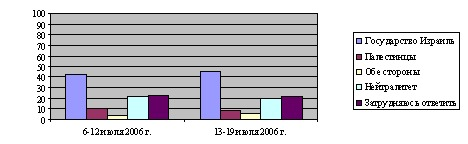 100
90
80
70
60
50
40
30
20
10
0
6-12 июля 2006 г.
13-19 июля 2006 г.
Государство Израиль
Палестинцы
Обе стороны
Нейтралитет
Затрудняюсь ответить